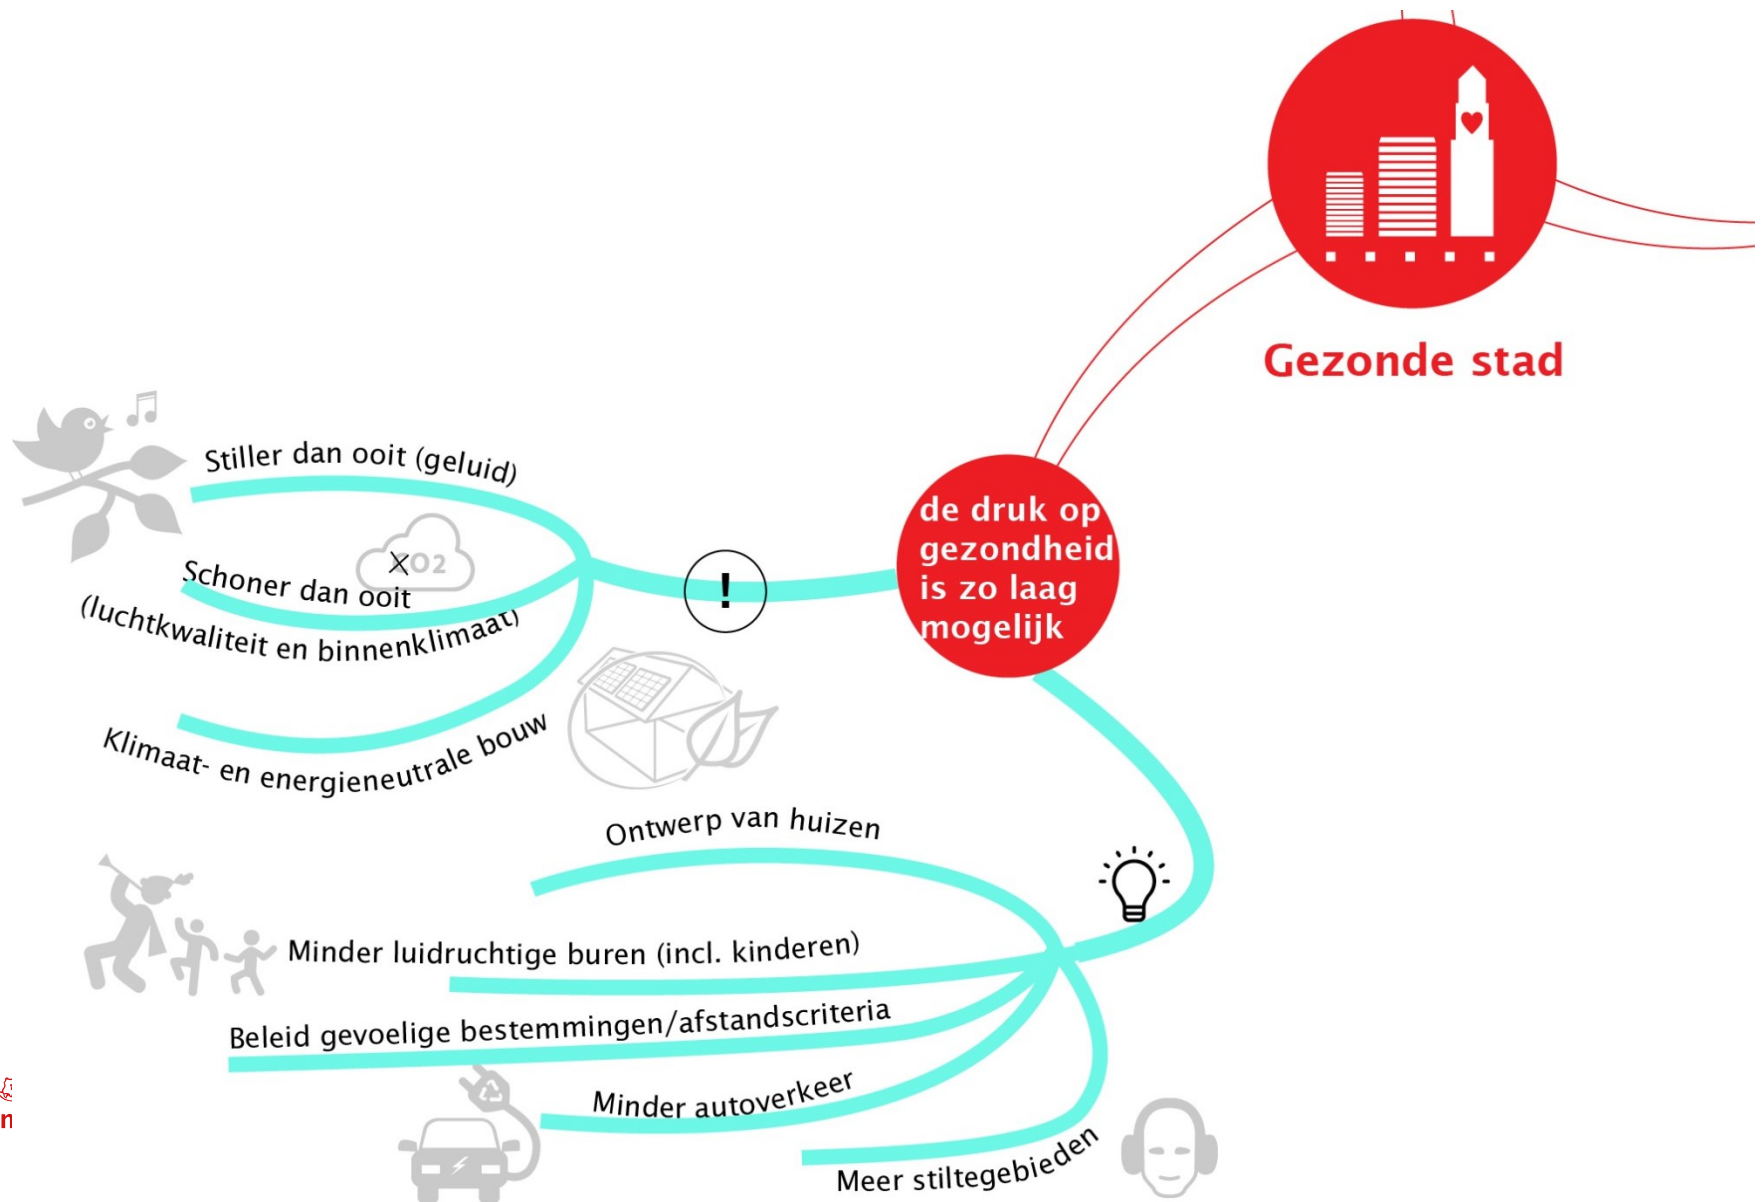 Gezonde stad
de druk op
gezondheid
is zo laag
mogelijk
!
Stiller dan ooit (geluid)
CO2
Schoner dan ooit
(luchtkwaliteit en binnenklimaat)
Klimaat- en energieneutrale bouw
Ontwerp van huizen
Minder luidruchtige buren (incl. kinderen)
Beleid gevoelige bestemmingen/afstandscriteria
Minder autoverkeer
Meer stiltegebieden
n